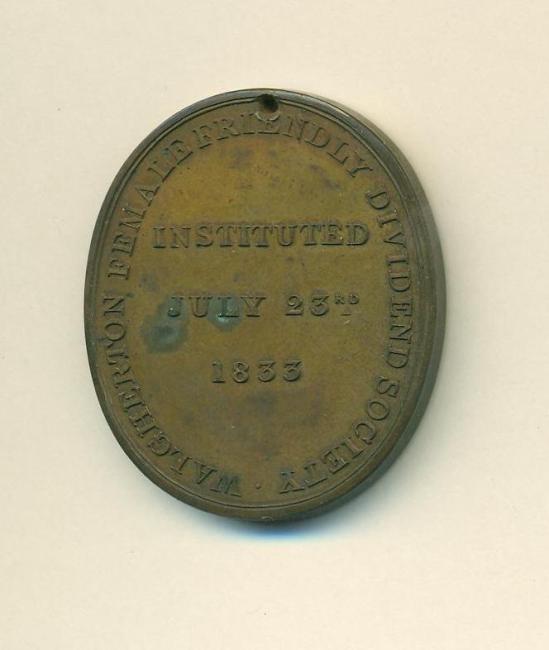 WALGHERTON FEMALE FRIENDLY DIVIDEND SOCIETY ·
INSTITUTED
JULY 23RD
1833